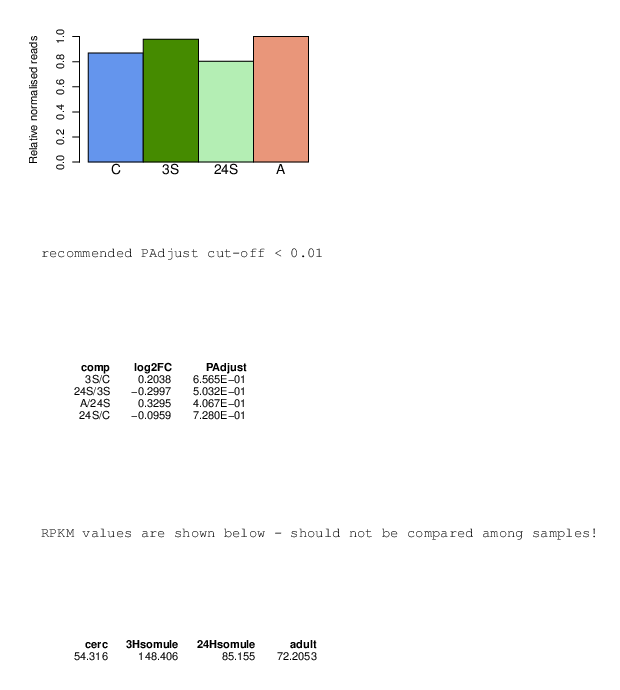 Relative normalised reads
1.0
0.8
0.6
0.4
0.2
0.0
C 3S 24S A
recommended PAdjust cut-off < 0.01
comp log2FC PAdjust
3S/C 0.2038 6.565E−01
24S/3S −0.2997 5.032E−01
A/24S 0.3295 4.067E−01
24S/C −0.0959 7.280E−01
RPKM values are shown below - should not be compared among samples!
cerc 3Hsomule 24Hsomule adult
54.316 148.406 85.155 72.2053